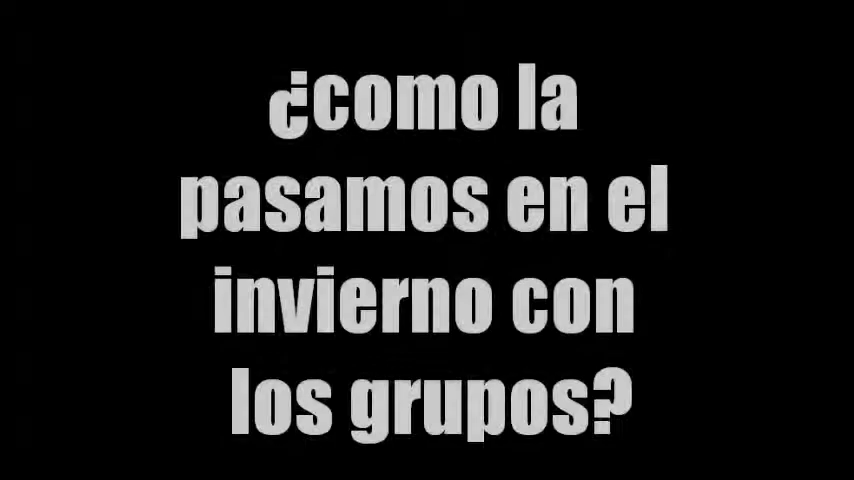 ¿como la
pasamos en el
invierno con
los grupos?